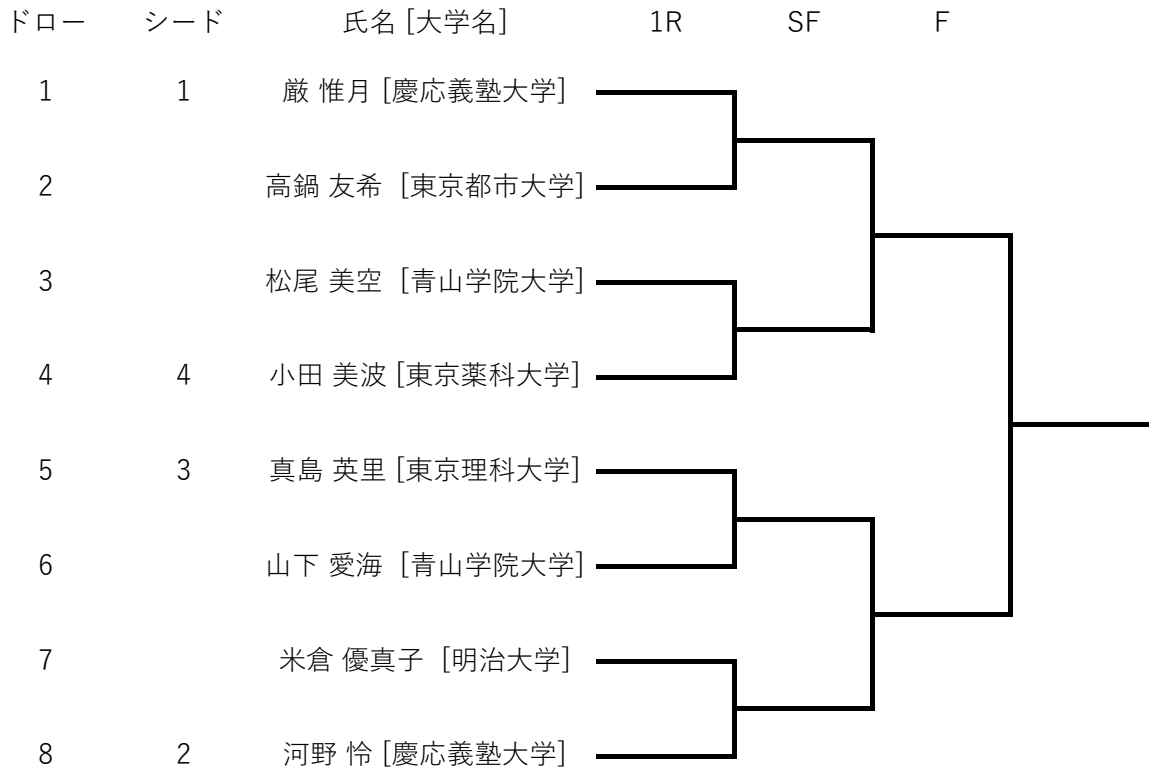 ドロー シード 氏名 [大学名] 1R SF F
1 1 厳 惟月 [慶応義塾大学]
2 高鍋 友希 [東京都市大学]
3 松尾 美空 [青山学院大学]
4 4 小田 美波 [東京薬科大学]
5 3 真島 英里 [東京理科大学]
6 山下 愛海 [青山学院大学]
7 米倉 優真子 [明治大学]
8 2 河野 怜 [慶応義塾大学]